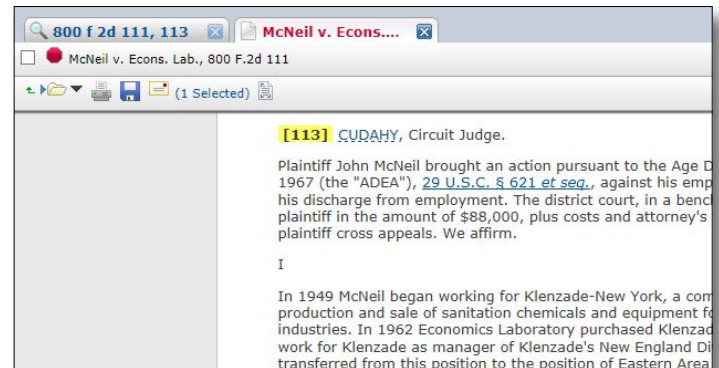 800 f 2d 111, 113 McNeil v. Econs....
McNeil v. Econs. Lab., 800 F.2d 111
(1 Selected)
[113] CUDAHY, Circuit Judge.
Plaintiff John McNeil brought an action pursuant to the Age D
1967 (the "ADEA"), 29 U.S.C. § 621 et seq., against his emp
his discharge from employment. The district court, in a benc
plaintiff in the amount of $88,000, plus costs and attorney's
plaintiff cross appeals. We affirm.
I
In 1949 McNeil began working for Klenzade-New York, a com
production and sale of sanitation chemicals and equipment fo
industries. In 1962 Economics Laboratory purchased Klenzad
work for Klenzade as manager of Klenzade's New England Di
transferred from this position to the position of Eastern Area